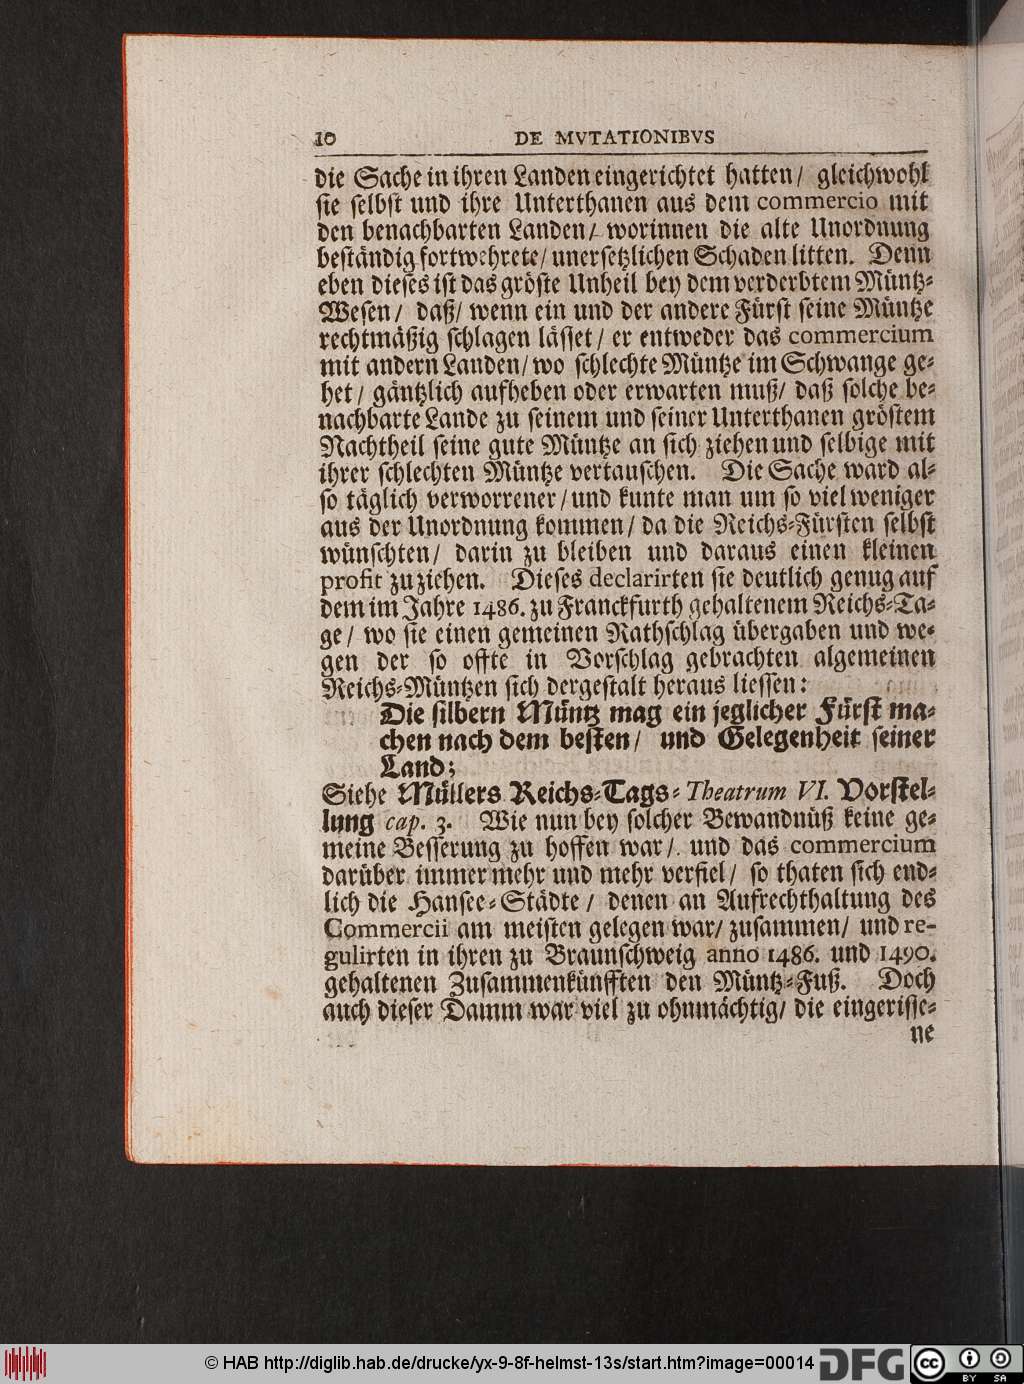 10 DE MVTATIONIBVS
die Sache in ihren Landen eingerichtet hatten/ gleichwohl
sie selbst und ihre Unterthanen aus dem commercio mit
den benachbarten Landen/ worinnen die alte Unordnung
beständig fortwehrete/ unersetzlichen Schaden litten. Denn
eben dieses ist das gröste Unheil bey dem verderbtem Müntz-
Wesen/ daß/ wenn ein und der andere Fürst seine Müntze
rechtmäßig schlagen lässet/ er entweder das commercium
mit andern Landen/ wo schlechte Müntze im Schwange ge-
het/ gäntzlich aufheben oder erwarten muß/ daß solche be-
nachbarte Lande zu seinem und seiner Unterthanen gröstem
Nachtheil seine gute Müntze an sich ziehen und selbige mit
ihrer schlechten Müntze vertauschen. Die Sache ward al-
so täglich verworrener/ und kunte man um so viel weniger
aus der Unordnung kommen/ da die Reichs-Fürsten selbst
wünschten/ darin zu bleiben und daraus einen kleinen
profit zu ziehen. Dieses declarirten sie deutlich genug auf
dem im Jahre 1486. zu Franckfurth gehaltenem Reichs-Ta-
ge/ wo sie einen gemeinen Rathschlag übergaben und we-
gen der so offte in Vorschlag gebrachten algemeinen
Reichs-Müntzen sich dergestalt heraus liessen:
Die silbern Müntz mag ein jeglicher Fürst ma-
chen nach dem besten/ und Gelegenheit seiner
Land;
Siehe Müllers Reichs-Tags-Theatrum VI. Vorstel-
lung cap. 3. Wie nun bey solcher Bewandnüß keine ge-
meine Besserung zu hoffen war/. und das commercium
darüber immer mehr und mehr verfiel/ so thaten sich end-
lich die Hansee-Städte/ denen an Aufrechthaltung des
Commercii am meisten gelegen war/ zusammen/ und re-
gulirten in ihren zu Braunschweig anno 1486. und 1490.
gehaltenen Zusammenkünfften den Müntz-Fuß. Doch
auch dieser Damm war viel zu ohnmächtig/ die eingerisse-
ne
© HAB http://diglib.hab.de/drucke/yx-9-8f-helmst-13s/start.htm?image=00014 DFG cc BY SA